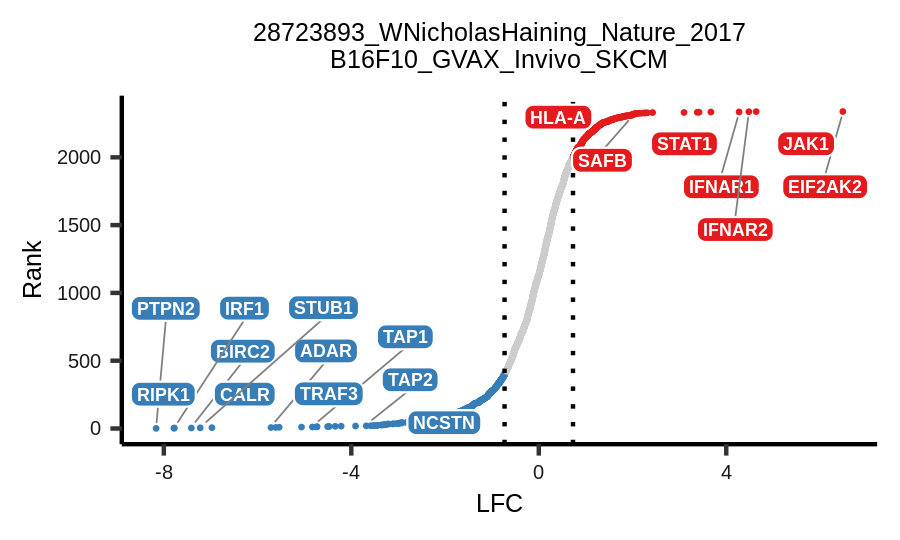 28723893_WNicholasHaining_Nature_2017
B16F10_GVAX_Invivo_SKCM
HLA-A
SAFB
STAT1
JAK1
IFNAR1
EIF2AK2
IFNAR2
PTPN2
IRF1
STUB1
TAP1
BIRC2
ADAR
TAP2
RIPK1
CALR
TRAF3
NCSTN
Rank
2000
1500
1000
500
0
-8
-4
0
4
LFC